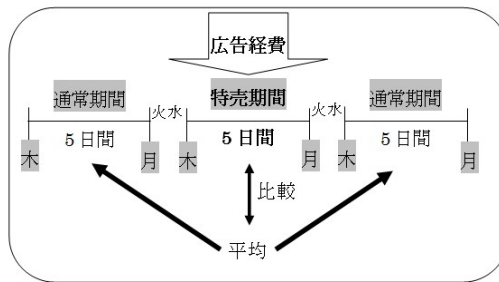 広告経費
通常期間 特売期間 通常期間
火水 火水
5日間 5日間 5日間
木 月 木 月 木 月
比較
平均